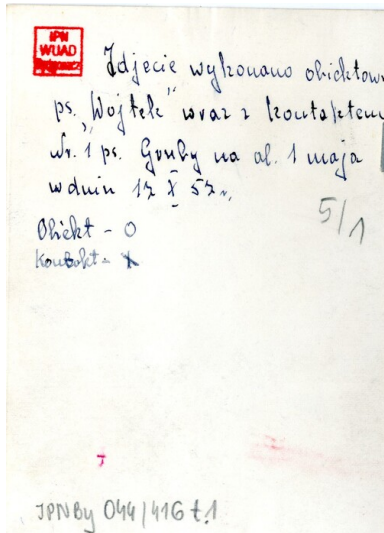 IPN
WUAD
Bydgoszcz
Zdjęcie wykonano obiektow
ps. "Wojtek" wraz z kontaktem
Nr. 1 ps. Gruby na al. 1 maja
w dniu 17 X 57 r.
5/1
Obiekt - O
Kontakt - X
IPNBy 044/416 t.1